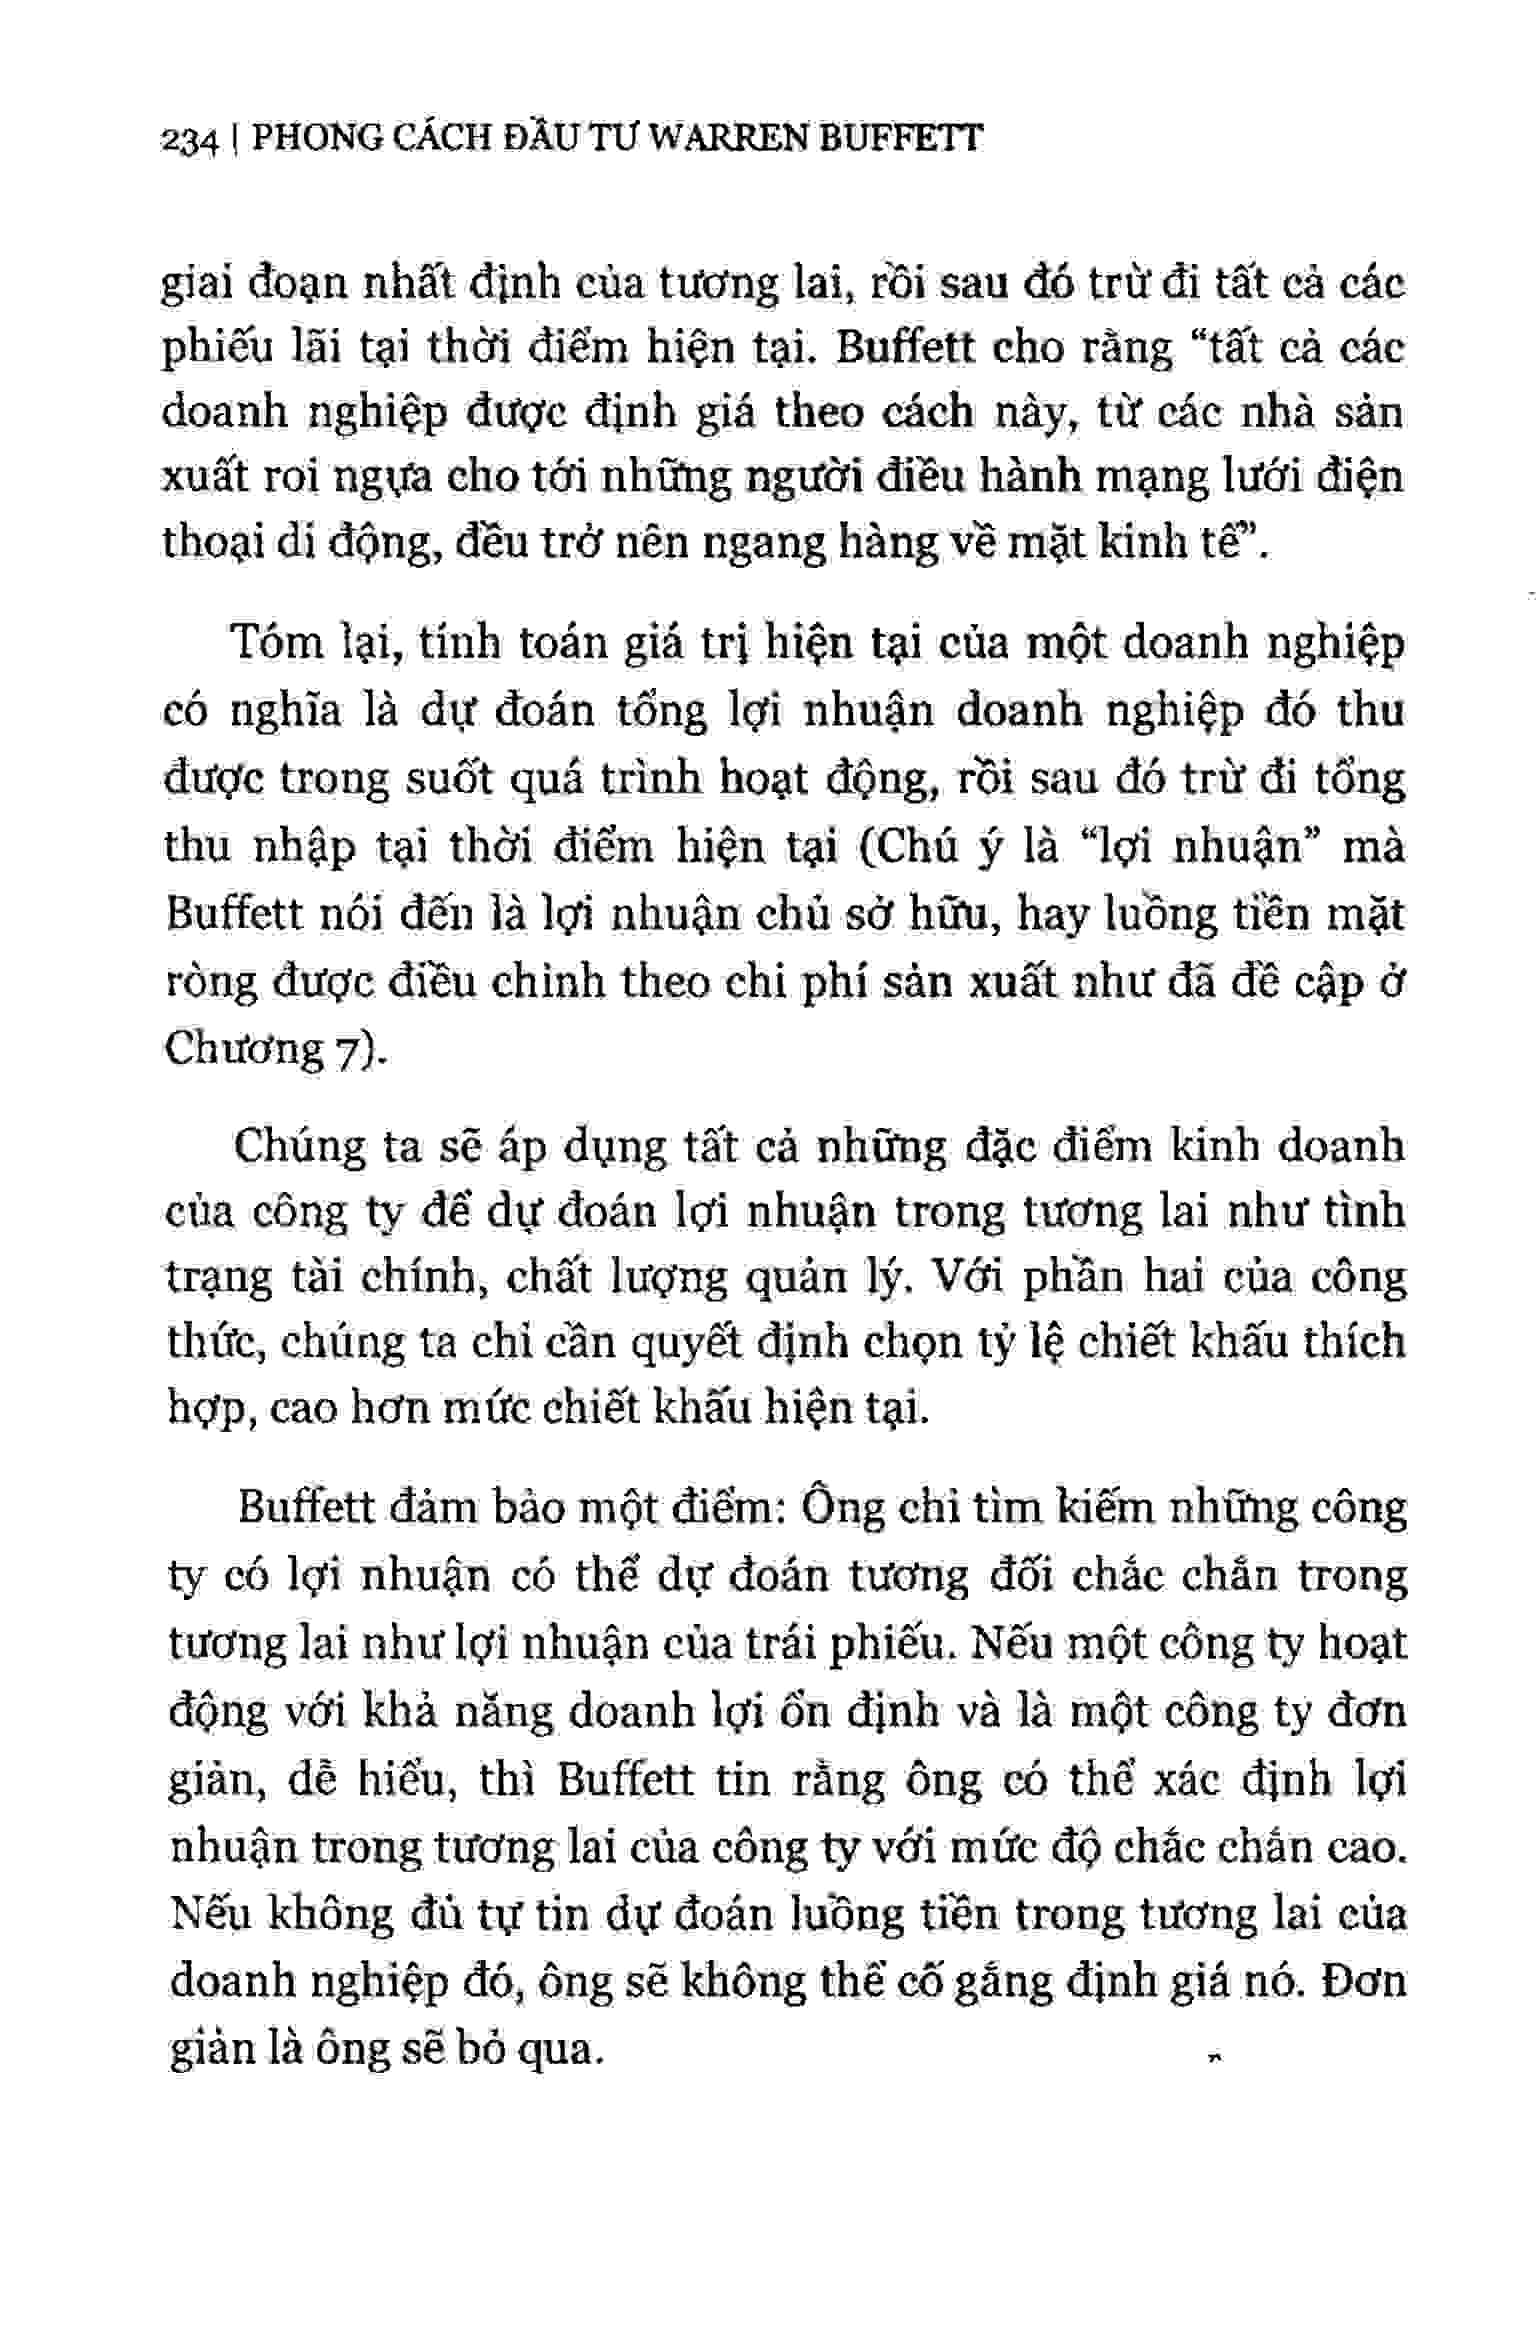 234 | PHONG CÁCH ĐẦU TƯ WARREN BUFFETT
giai đoạn nhất định của tương lai, rồi sau đó trừ đi tất cả các
phiếu lãi tại thời điểm hiện tại. Buffett cho rằng “tất cả các
doanh nghiệp được định giá theo cách này, từ các nhà sản
xuất roi ngựa cho tới những người điều hành mạng lưới điện
thoại di động, đều trở nên ngang hàng về mặt kinh tế”.
Tóm lại, tính toán giá trị hiện tại của một doanh nghiệp
có nghĩa là dự đoán tổng lợi nhuận doanh nghiệp đó thu
được trong suốt quá trình hoạt động, rồi sau đó trừ đi tổng
thu nhập tại thời điểm hiện tại (Chú ý là “lợi nhuận” mà
Buffett nói đến là lợi nhuận chủ sở hữu, hay luồng tiền mặt
ròng được điều chỉnh theo chi phí sản xuất như đã đề cập ở
Chương 7).
Chúng ta sẽ áp dụng tất cả những đặc điểm kinh doanh
của công ty để dự đoán lợi nhuận trong tương lai như tình
trạng tài chính, chất lượng quản lý. Với phần hai của công
thức, chúng ta chỉ cần quyết định chọn tỷ lệ chiết khấu thích
hợp, cao hơn mức chiết khấu hiện tại.
Buffett đảm bảo một điểm: Ông chỉ tìm kiếm những công
ty có lợi nhuận có thể dự đoán tương đối chắc chắn trong
tương lai như lợi nhuận của trái phiếu. Nếu một công ty hoạt
động với khả năng doanh lợi ổn định và là một công ty đơn
giản, dễ hiểu, thì Buffett tin rằng ông có thể xác định lợi
nhuận trong tương lai của công ty với mức độ chắc chắn cao.
Nếu không đủ tự tin dự đoán luồng tiền trong tương lai của
doanh nghiệp đó, ông sẽ không thể cố gắng định giá nó. Đơn
giản là ông sẽ bỏ qua.